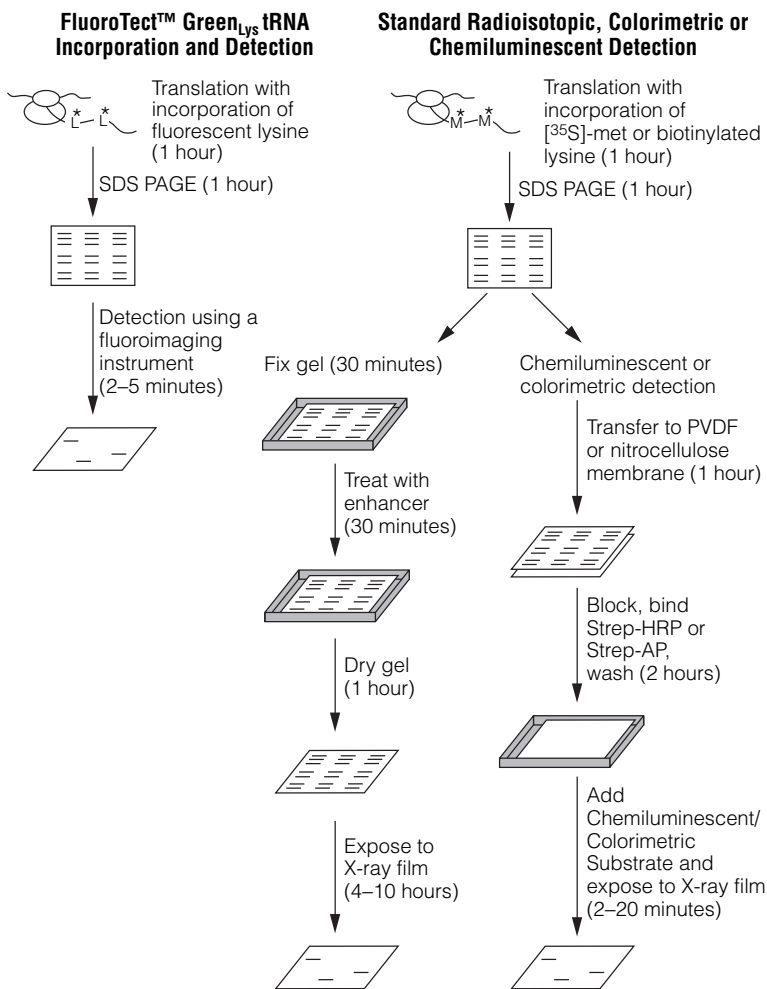 FluoroTect™ GreenLys tRNA
Incorporation and Detection
Translation with
incorporation of
fluorescent lysine
(1 hour)
* *
L L
SDS PAGE (1 hour)
Detection using a
fluoroimaging
instrument
(2–5 minutes)
Standard Radioisotopic, Colorimetric or
Chemiluminescent Detection
Translation with
incorporation of
[³⁵S]-met or biotinylated
lysine (1 hour)
* *
M M
SDS PAGE (1 hour)
Fix gel (30 minutes)
Treat with
enhancer
(30 minutes)
Dry gel
(1 hour)
Expose to
X-ray film
(4–10 hours)
Chemiluminescent or
colorimetric detection
Transfer to PVDF
or nitrocellulose
membrane (1 hour)
Block, bind
Strep-HRP or
Strep-AP,
wash (2 hours)
Add
Chemiluminescent/
Colorimetric
Substrate and
expose to X-ray film
(2–20 minutes)